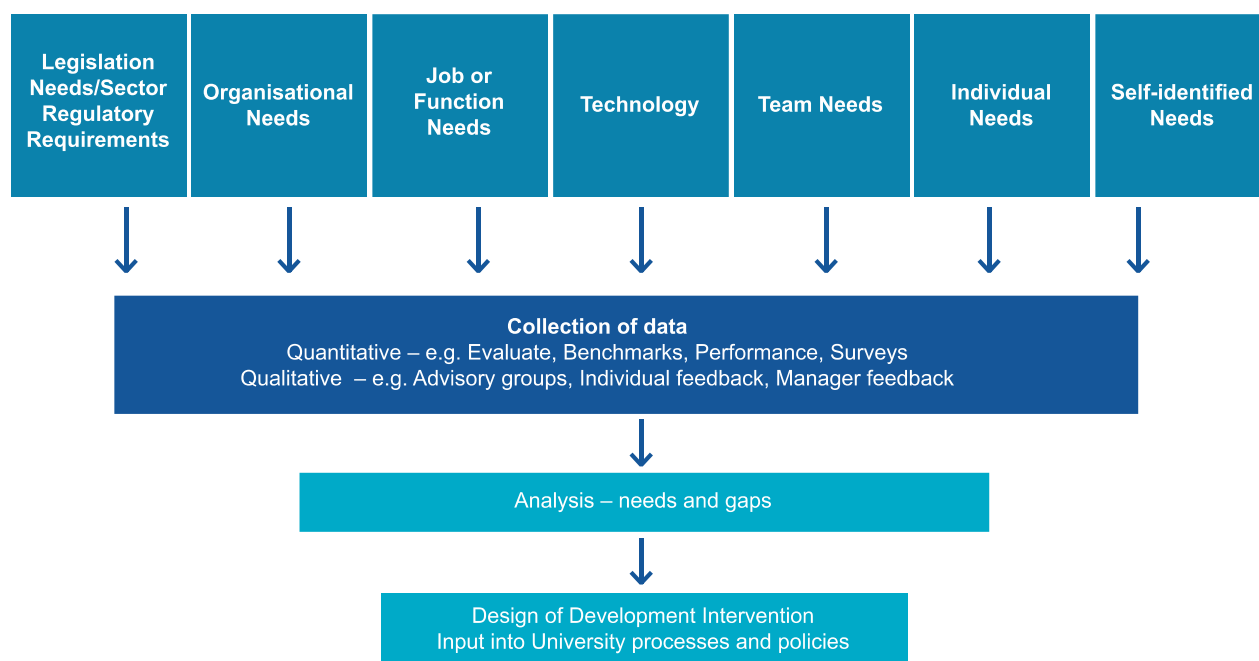 Legislation
Needs/Sector
Regulatory
Requirements
Organisational
Needs
Job or
Function
Needs
Technology
Team Needs
Individual
Needs
Self-identified
Needs
Collection of data
Quantitative – e.g. Evaluate, Benchmarks, Performance, Surveys
Qualitative – e.g. Advisory groups, Individual feedback, Manager feedback
Analysis – needs and gaps
Design of Development Intervention
Input into University processes and policies